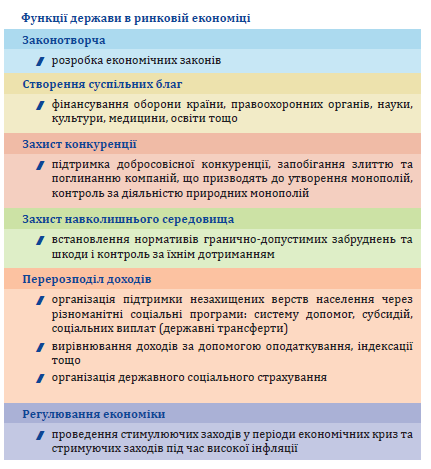 Функції держави в ринковій економіці
Законотворча
розробка економічних законів
Створення суспільних благ
фінансування оборони країни, правоохоронних органів, науки,
культури, медицини, освіти тощо
Захист конкуренції
підтримка добросовісної конкуренції, запобігання злиттю та
поглинанню компаній, що призводять до утворення монополій,
контроль за діяльністю природних монополій
Захист навколишнього середовища
встановлення нормативів гранично-допустимих забруднень та
шкоди і контроль за їхнім дотриманням
Перерозподіл доходів
організація підтримки незахищених верств населення через
різноманітні соціальні програми: систему допомог, субсидій,
соціальних виплат (державні трансферти)
вирівнювання доходів за допомогою оподаткування, індексації
тощо
організація державного соціального страхування
Регулювання економіки
проведення стимулюючих заходів у періоди економічних криз та
стримуючих заходів під час високої інфляції